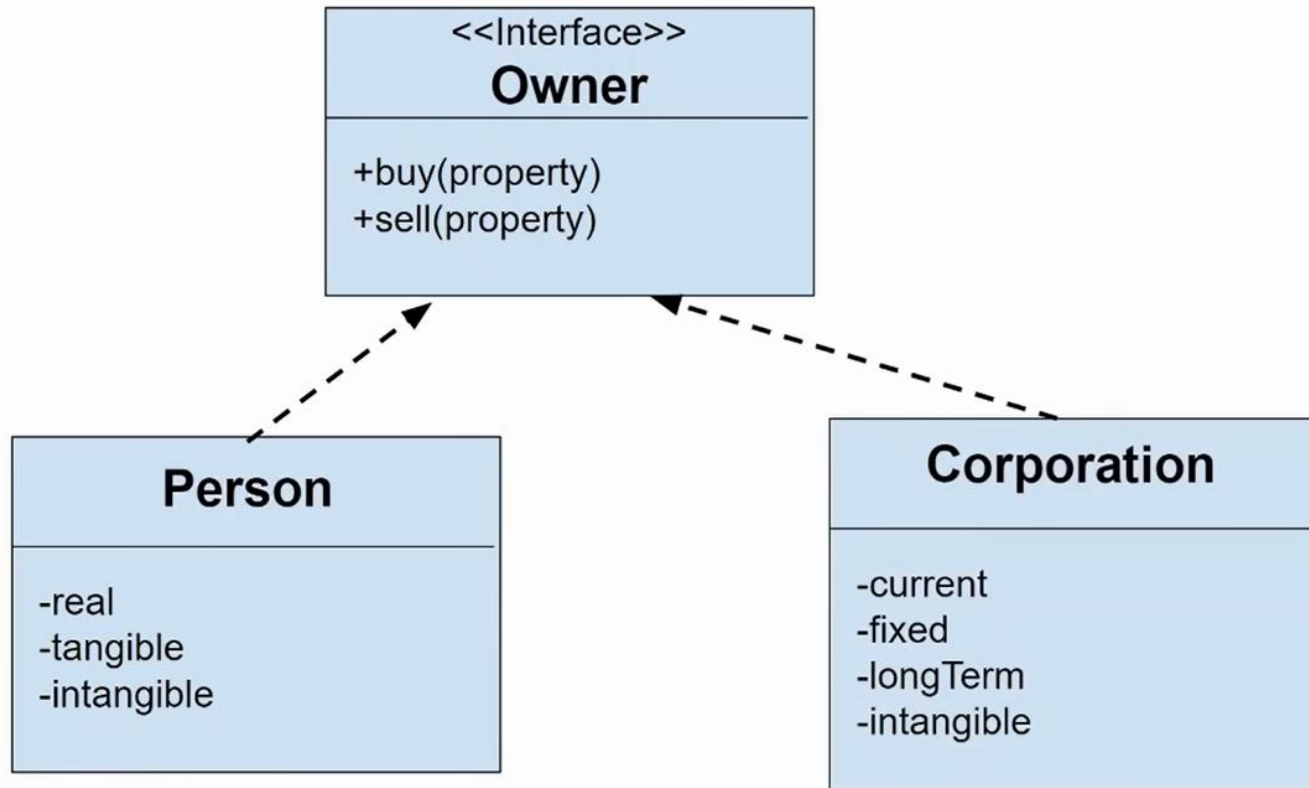 <<Interface>>
Owner
+buy(property)
+sell(property)
Person
-real
-tangible
-intangible
Corporation
-current
-fixed
-longTerm
-intangible